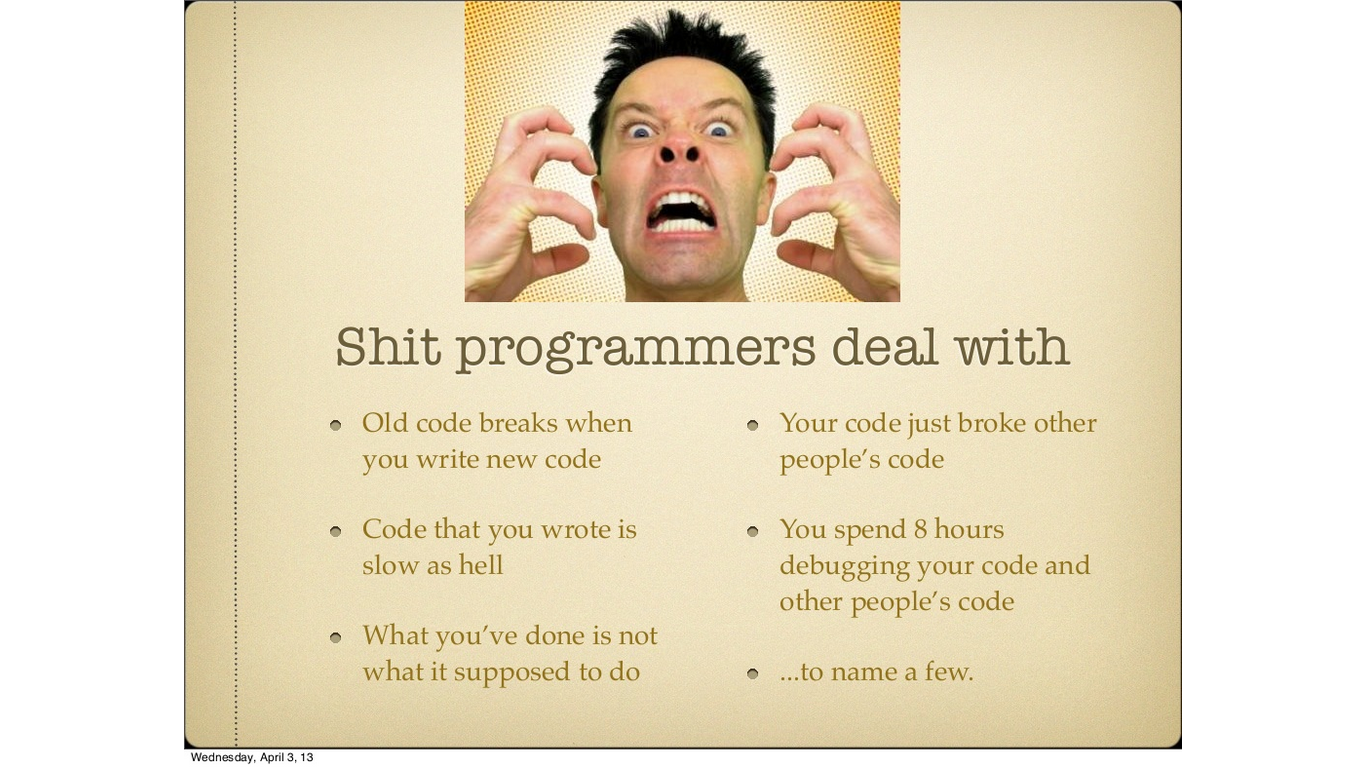 Shit programmers deal with
Old code breaks when
you write new code
Code that you wrote is
slow as hell
What you’ve done is not
what it supposed to do
Your code just broke other
people’s code
You spend 8 hours
debugging your code and
other people’s code
...to name a few.
Wednesday, April 3, 13